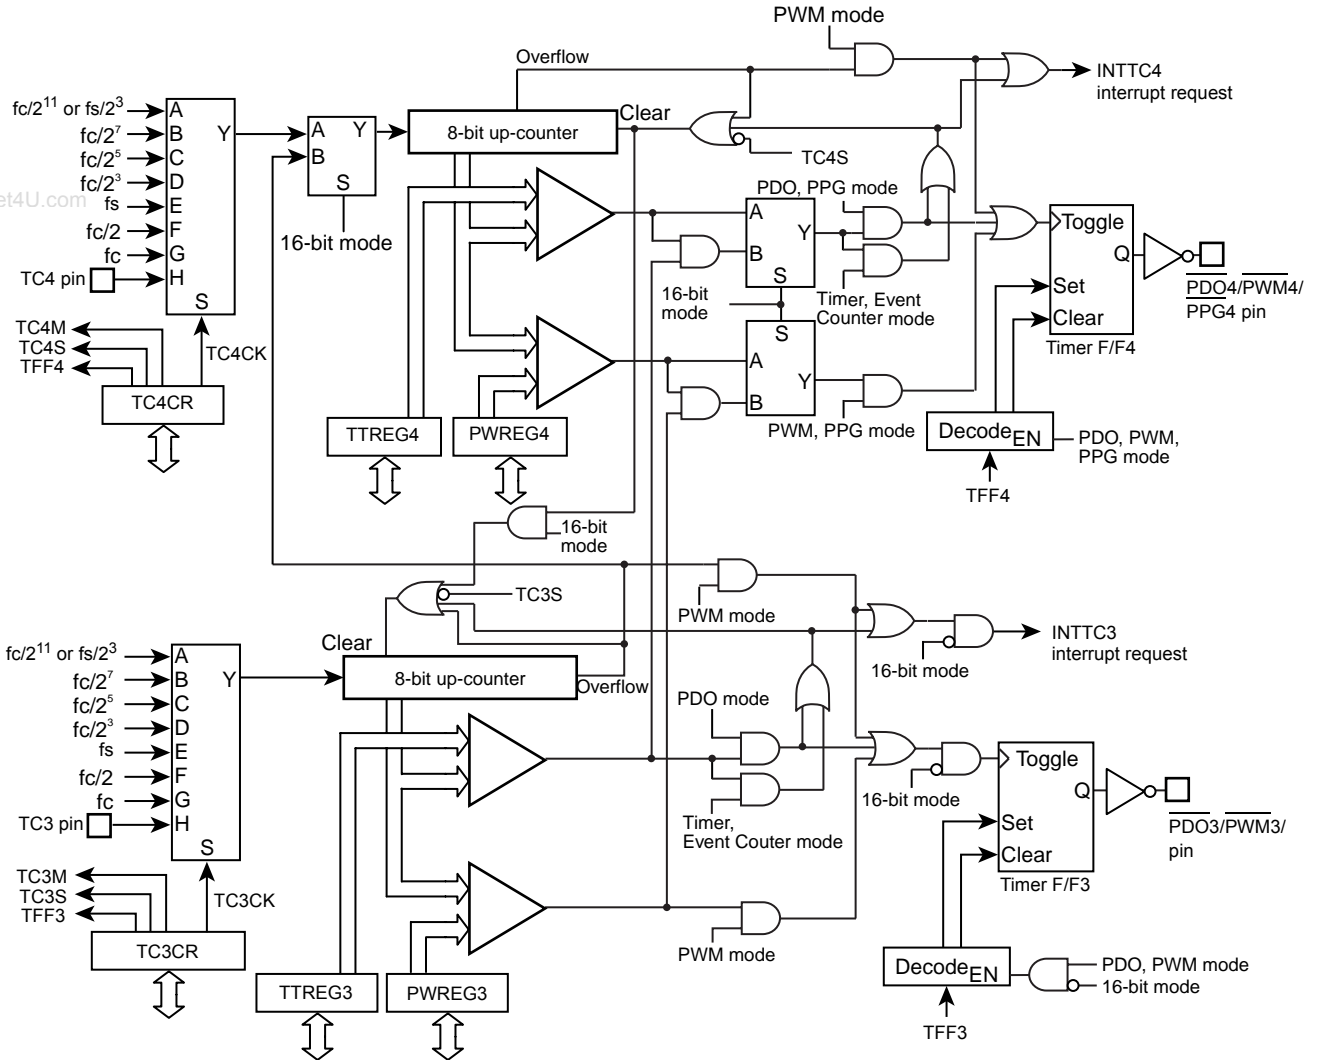 PWM mode
Overflow
INTTC4
interrupt request
fc/2¹¹ or fs/2³
fc/2⁷
fc/2⁵
fc/2³
fs
fc/2
fc
TC4 pin
A
B
C
D
E
F
G
H
Y
S
A
B
Y
S
16-bit mode
8-bit up-counter
Clear
TC4S
et4U.com
PDO, PPG mode
A
B
Y
S
16-bit
mode
Timer, Event
Counter mode
S
A
B
Y
PWM, PPG mode
Toggle
Q
Set
Clear
Timer F/F4
PDO4/PWM4/
PPG4 pin
TC4M
TC4S
TFF4
TC4CK
TC4CR
TTREG4
PWREG4
Decode EN
PDO, PWM,
PPG mode
TFF4
16-bit
mode
TC3S
PWM mode
INTTC3
interrupt request
16-bit mode
Clear
8-bit up-counter
Overflow
fc/2¹¹ or fs/2³
fc/2⁷
fc/2⁵
fc/2³
fs
fc/2
fc
TC3 pin
A
B
C
D
E
F
G
H
Y
S
PDO mode
Timer,
Event Couter mode
16-bit mode
Toggle
Q
Set
Clear
Timer F/F3
PDO3/PWM3/
pin
TC3M
TC3S
TFF3
TC3CK
TC3CR
TTREG3
PWREG3
PWM mode
Decode EN
PDO, PWM mode
16-bit mode
TFF3